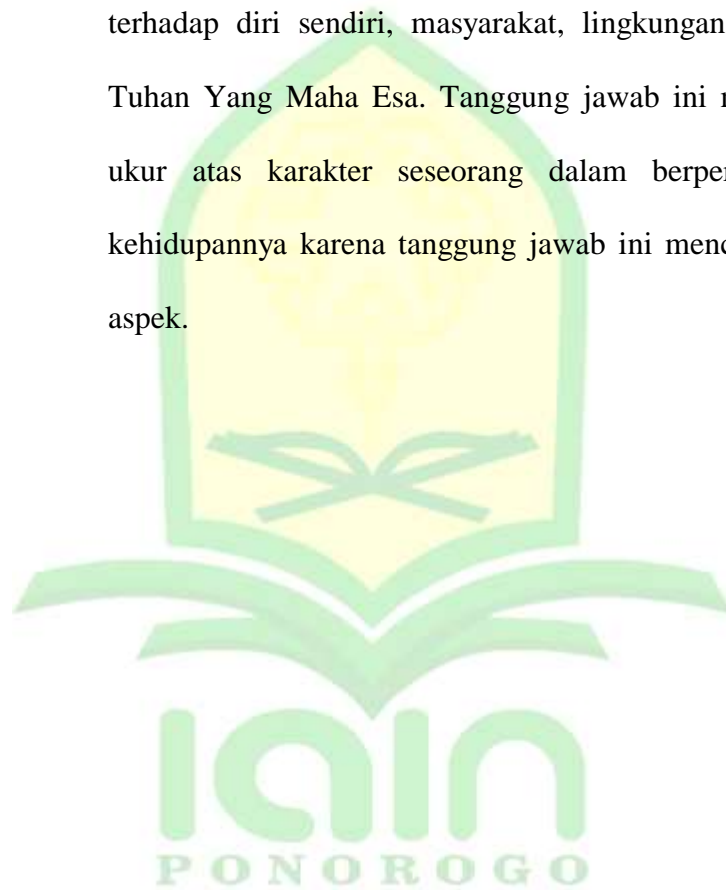 terhadap diri sendiri, masyarakat, lingkungan
Tuhan Yang Maha Esa. Tanggung jawab ini
ukur atas karakter seseorang dalam
kehidupannya karena tanggung jawab ini
aspek.
IAIN
PONOROGO